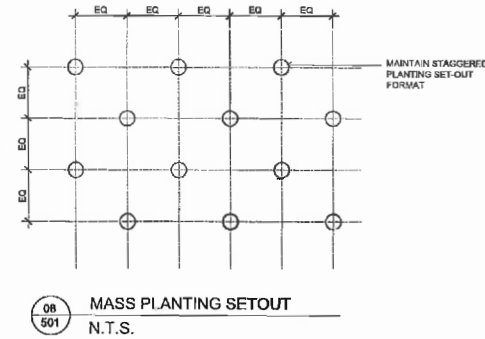 EQ EQ EQ EQ EQ
MAINTAIN STAGGERED
PLANTING SET-OUT
FORMAT
EQ
EQ
EQ
08
501
MASS PLANTING SETOUT
N.T.S.